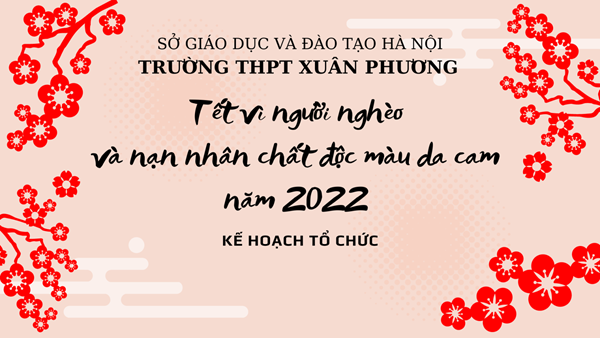 SỞ GIÁO DỤC VÀ ĐÀO TẠO HÀ NỘI
TRƯỜNG THPT XUÂN PHƯƠNG
Tết vì người nghèo
và nạn nhân chất độc màu da cam
năm 2022
KẾ HOẠCH TỔ CHỨC